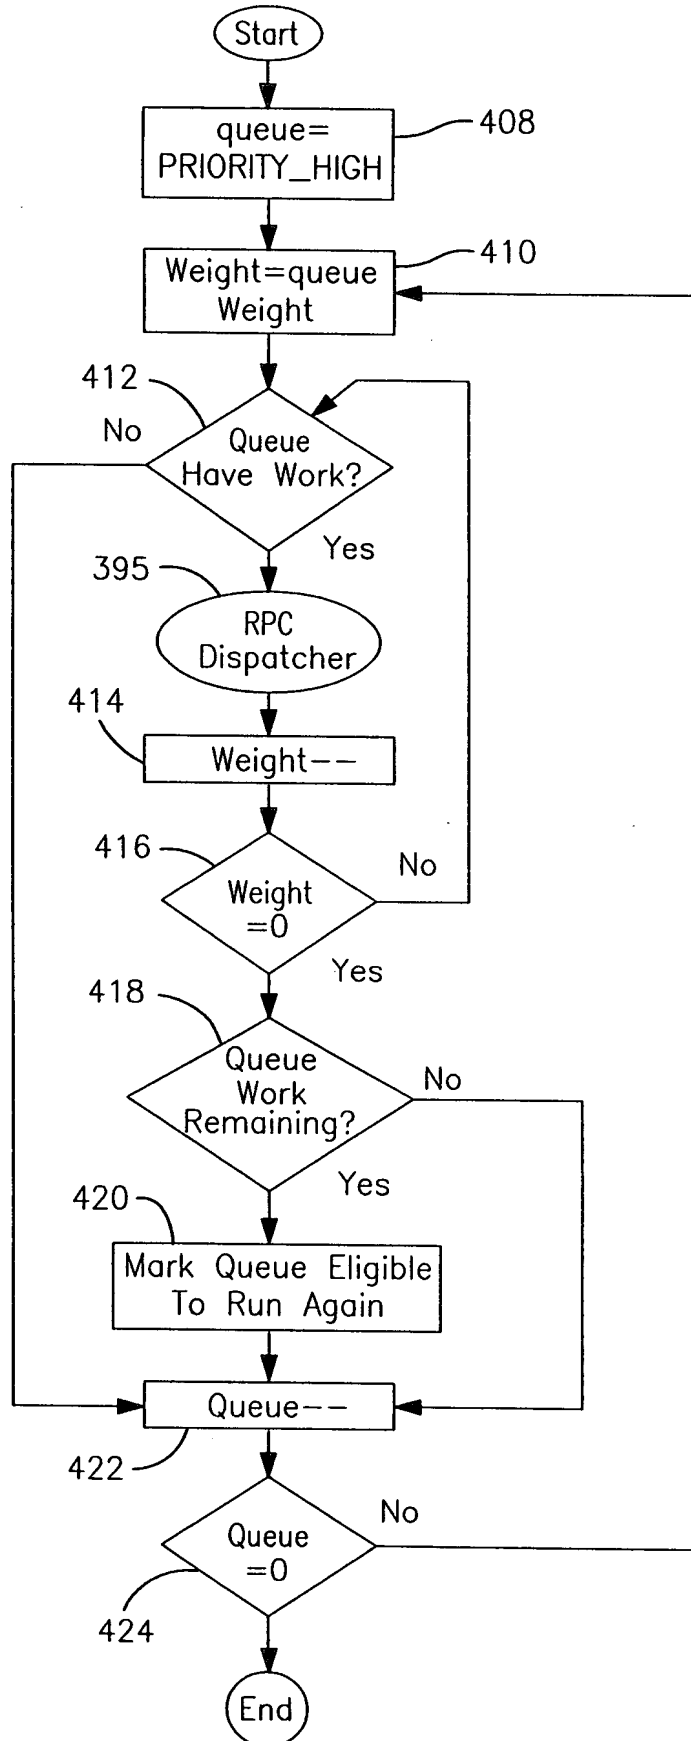 Start
queue=
PRIORITY_HIGH
408
Weight=queue
Weight
410
412
No
Queue
Have Work?
Yes
395
RPC
Dispatcher
414
Weight--
416
No
Weight
=0
Yes
418
Queue
Work
Remaining?
No
Yes
420
Mark Queue Eligible
To Run Again
Queue--
422
No
Queue
=0
424
End